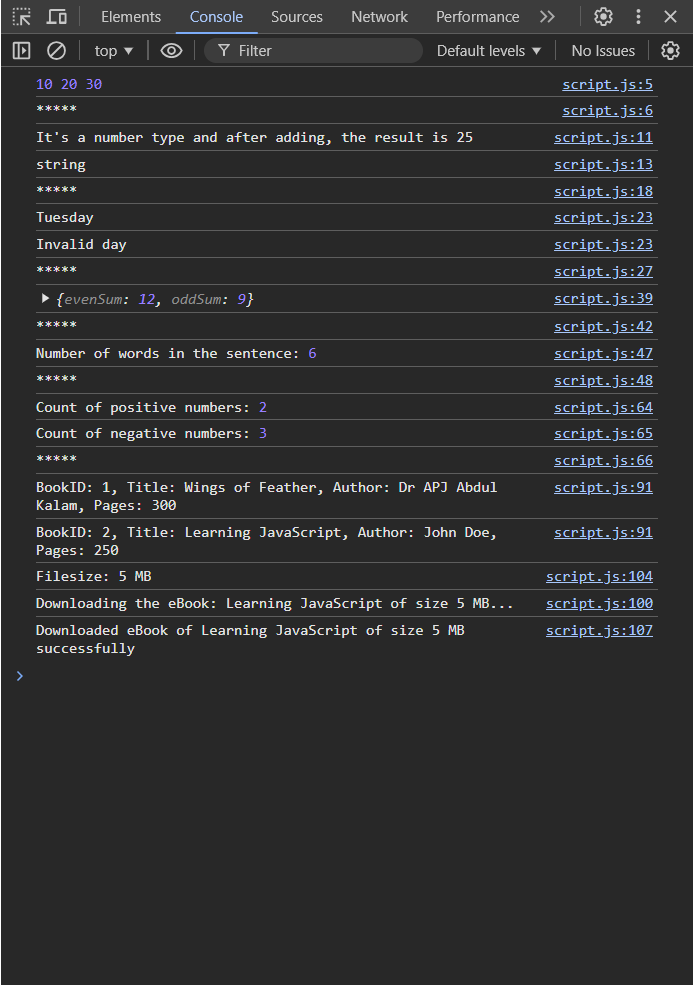 Elements Console Sources Network Performance
top Filter Default levels No Issues
10 20 30 script.js:5
***** script.js:6
It's a number type and after adding, the result is 25 script.js:11
string script.js:13
***** script.js:18
Tuesday script.js:23
Invalid day script.js:23
***** script.js:27
{evenSum: 12, oddSum: 9} script.js:39
***** script.js:42
Number of words in the sentence: 6 script.js:47
***** script.js:48
Count of positive numbers: 2 script.js:64
Count of negative numbers: 3 script.js:65
***** script.js:66
BookID: 1, Title: Wings of Feather, Author: Dr APJ Abdul script.js:91
Kalam, Pages: 300
BookID: 2, Title: Learning JavaScript, Author: John Doe, script.js:91
Pages: 250
Filesize: 5 MB script.js:104
Downloading the eBook: Learning JavaScript of size 5 MB... script.js:100
Downloaded eBook of Learning JavaScript of size 5 MB script.js:107
successfully